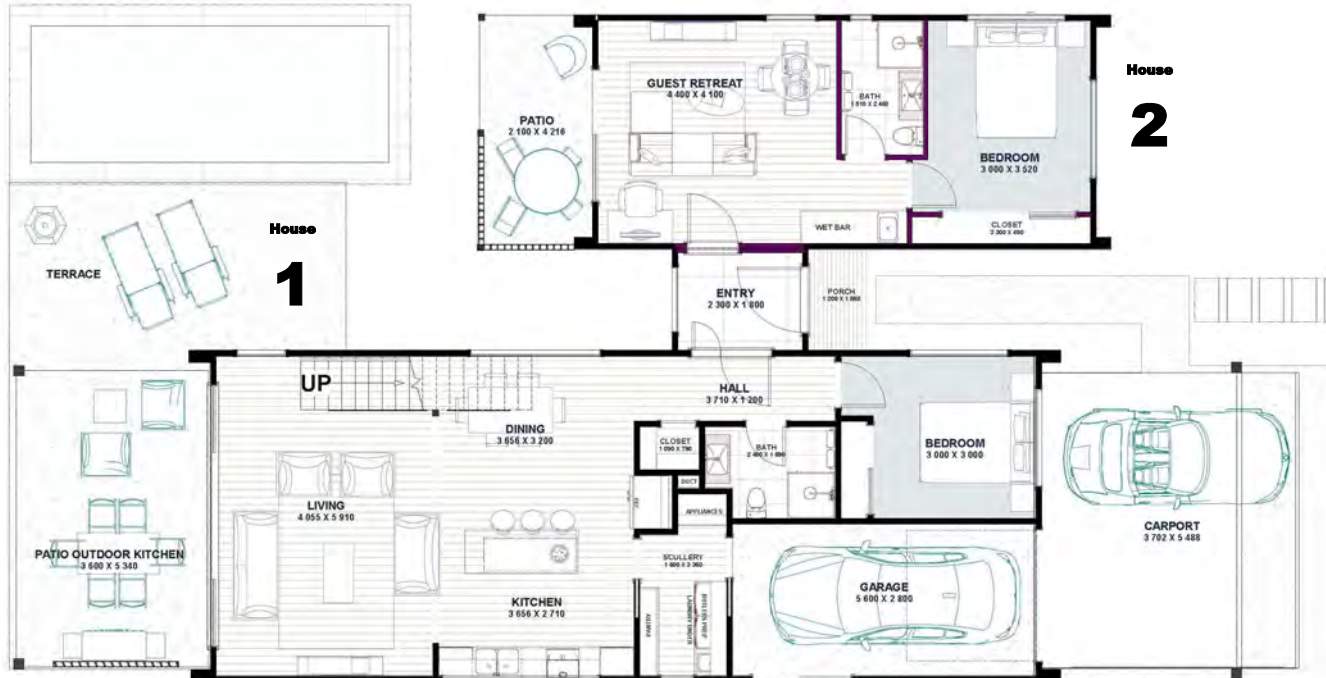 House
2
GUEST RETREAT
4 400 X 4 100
BATH
PATIO
2 100 X 4 216
BEDROOM
3 000 X 3 520
WET BAR
CLOSET
House
1
TERRACE
ENTRY
2 300 X 1 800
PORCH
UP
HALL
3 710 X 1 200
DINING
3 656 X 3 200
CLOSET
BATH
BEDROOM
3 000 X 3 000
DUCT
LIVING
4 055 X 5 910
APPLIANCES
CARPORT
3 702 X 5 488
PATIO OUTDOOR KITCHEN
3 600 X 5 340
SCULLERY
GARAGE
5 600 X 2 800
KITCHEN
3 656 X 2 710
PANTRY